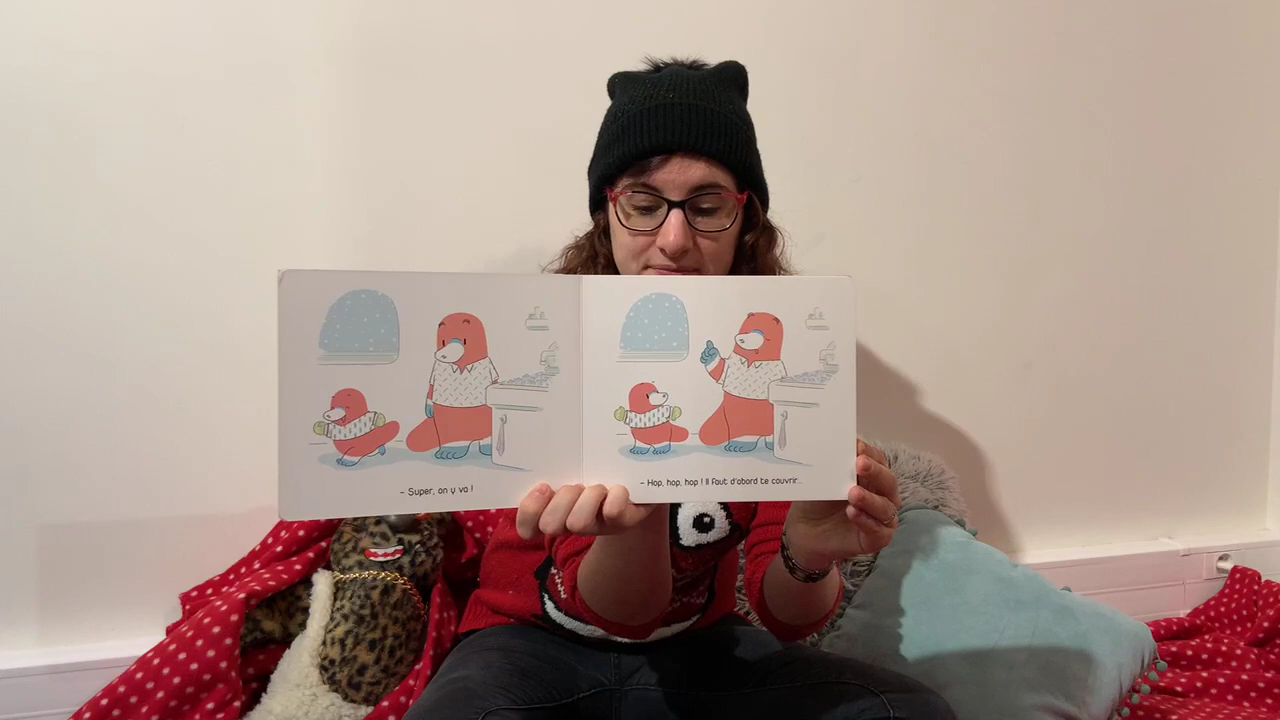 - Super, on y va !
- Hop, hop, hop ! Il faut d'abord te couvrir...